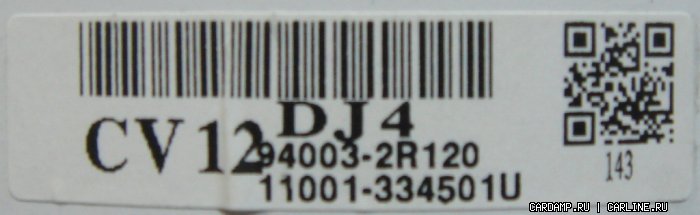 DJ4
CV12
94003-2R120
11001-334501U
143
CARDAMP.RU | CARLINE.RU